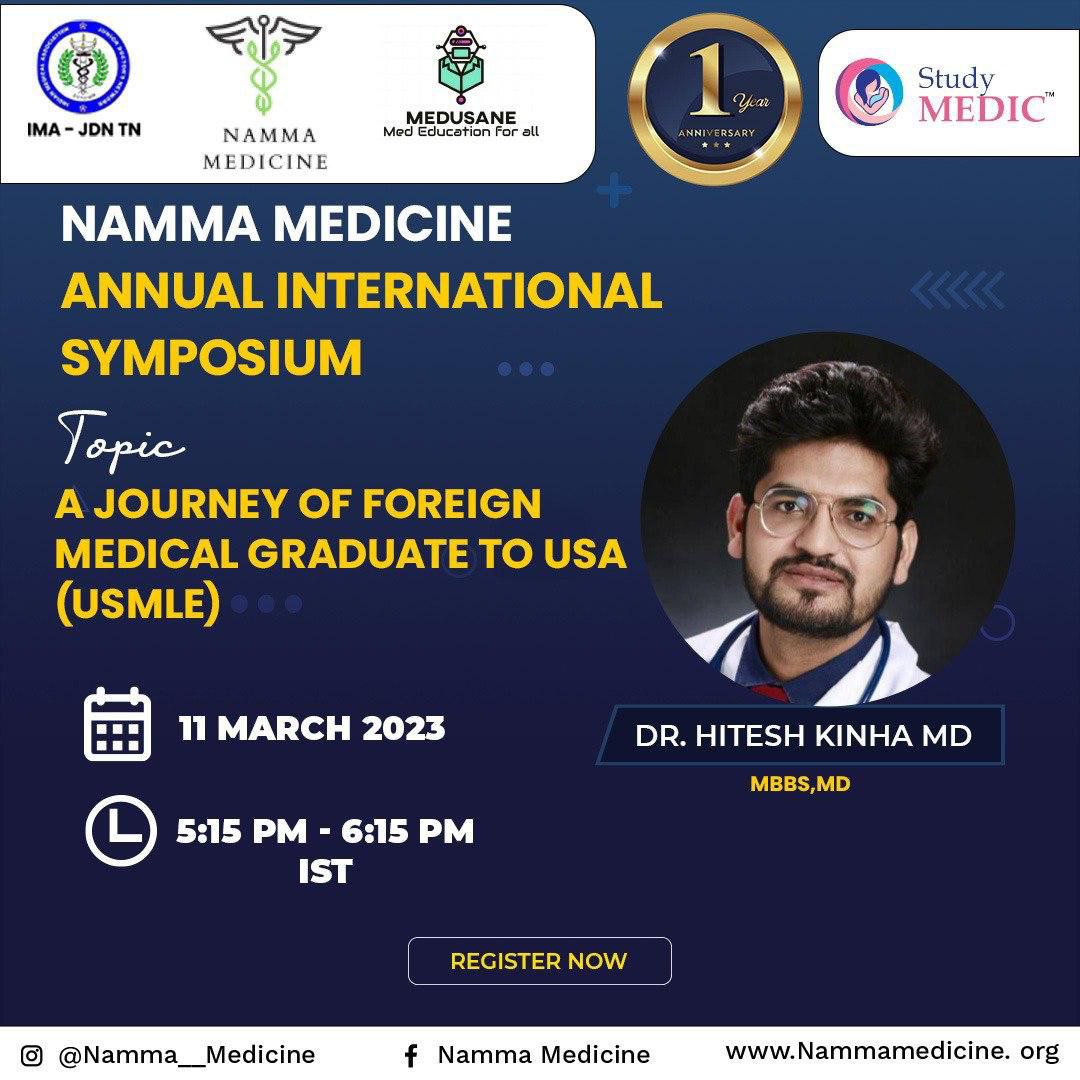 IMA - JDN TN
NAMMA
MEDICINE
MEDUSANE
Med Education For all
1
Year
ANNIVERSARY
Study
MEDIC™
NAMMA MEDICINE
ANNUAL INTERNATIONAL
SYMPOSIUM
Topic
A JOURNEY OF FOREIGN
MEDICAL GRADUATE TO USA
(USMLE)
11 MARCH 2023
5:15 PM - 6:15 PM
IST
DR. HITESH KINHA MD
MBBS,MD
REGISTER NOW
@Namma__Medicine
Namma Medicine
www.Nammamedicine. org